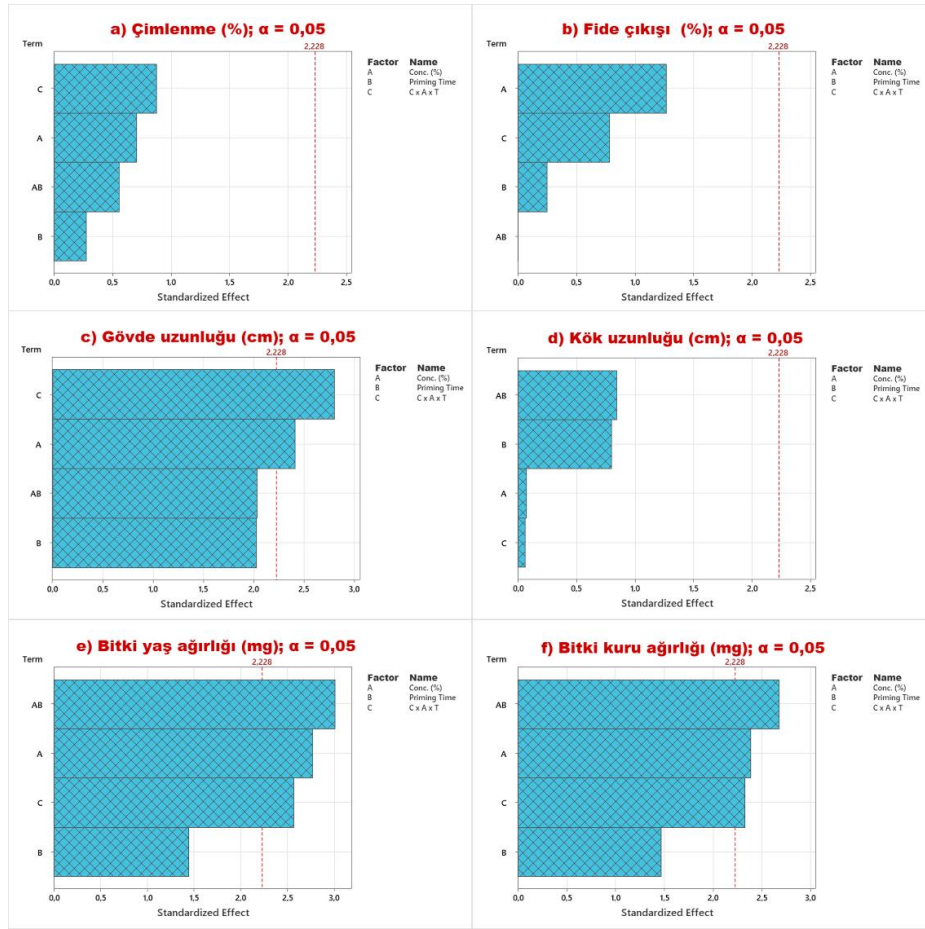 a) Çimlenme (%); α = 0,05
Term
2,228
Factor Name
A Conc. (%)
B Priming Time
C C x A x T
C
A
AB
B
0,0 0,5 1,0 1,5 2,0 2,5
Standardized Effect
b) Fide çıkışı (%); α = 0,05
Term
2,228
Factor Name
A Conc. (%)
B Priming Time
C C x A x T
A
C
B
AB
0,0 0,5 1,0 1,5 2,0 2,5
Standardized Effect
c) Gövde uzunluğu (cm); α = 0,05
Term
2,228
Factor Name
A Conc. (%)
B Priming Time
C C x A x T
C
A
AB
B
0,0 0,5 1,0 1,5 2,0 2,5 3,0
Standardized Effect
d) Kök uzunluğu (cm); α = 0,05
Term
2,228
Factor Name
A Conc. (%)
B Priming Time
C C x A x T
AB
B
A
C
0,0 0,5 1,0 1,5 2,0 2,5
Standardized Effect
e) Bitki yaş ağırlığı (mg); α = 0,05
Term
2,228
Factor Name
A Conc. (%)
B Priming Time
C C x A x T
AB
A
C
B
0,0 0,5 1,0 1,5 2,0 2,5 3,0
Standardized Effect
f) Bitki kuru ağırlığı (mg); α = 0,05
Term
2,228
Factor Name
A Conc. (%)
B Priming Time
C C x A x T
AB
A
C
B
0,0 0,5 1,0 1,5 2,0 2,5 3,0
Standardized Effect